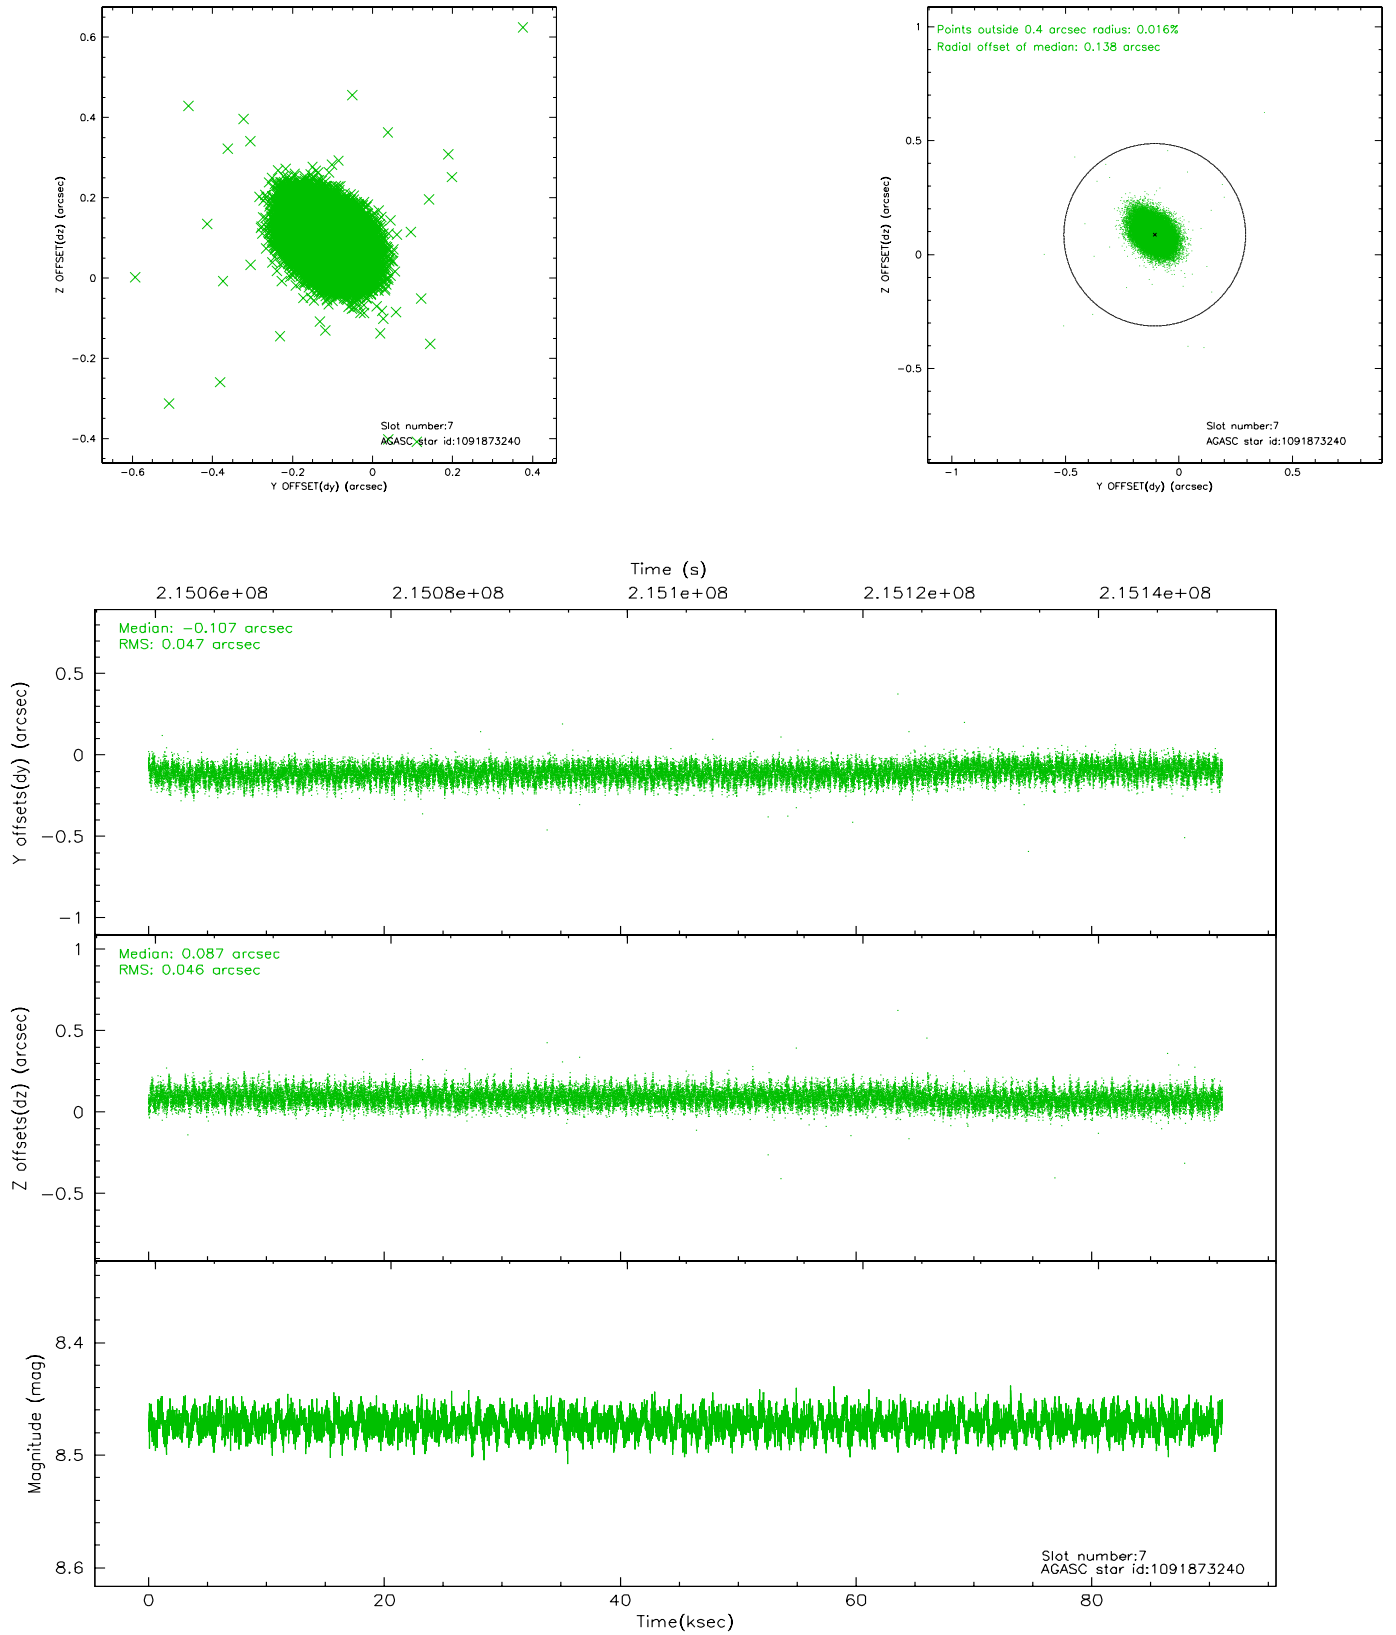 0.6
0.4
0.2
0
−0.2
−0.4
Z OFFSET(dz) (arcsec)
Slot number:7
AGASC star id:1091873240
−0.6 −0.4 −0.2 0 0.2 0.4
Y OFFSET(dy) (arcsec)
Points outside 0.4 arcsec radius: 0.016%
Radial offset of median: 0.138 arcsec
1
0.5
0
−0.5
Z OFFSET(dz) (arcsec)
Slot number:7
AGASC star id:1091873240
−1 −0.5 0 0.5
Y OFFSET(dy) (arcsec)
Time (s)
2.1506e+08 2.1508e+08 2.151e+08 2.1512e+08 2.1514e+08
Median: −0.107 arcsec
RMS: 0.047 arcsec
0.5
0
−0.5
−1
Y offsets(dy) (arcsec)
Median: 0.087 arcsec
RMS: 0.046 arcsec
1
0.5
0
−0.5
Z offsets(dz) (arcsec)
8.4
8.5
8.6
Magnitude (mag)
Slot number:7
AGASC star id:1091873240
0 20 40 60 80
Time(ksec)